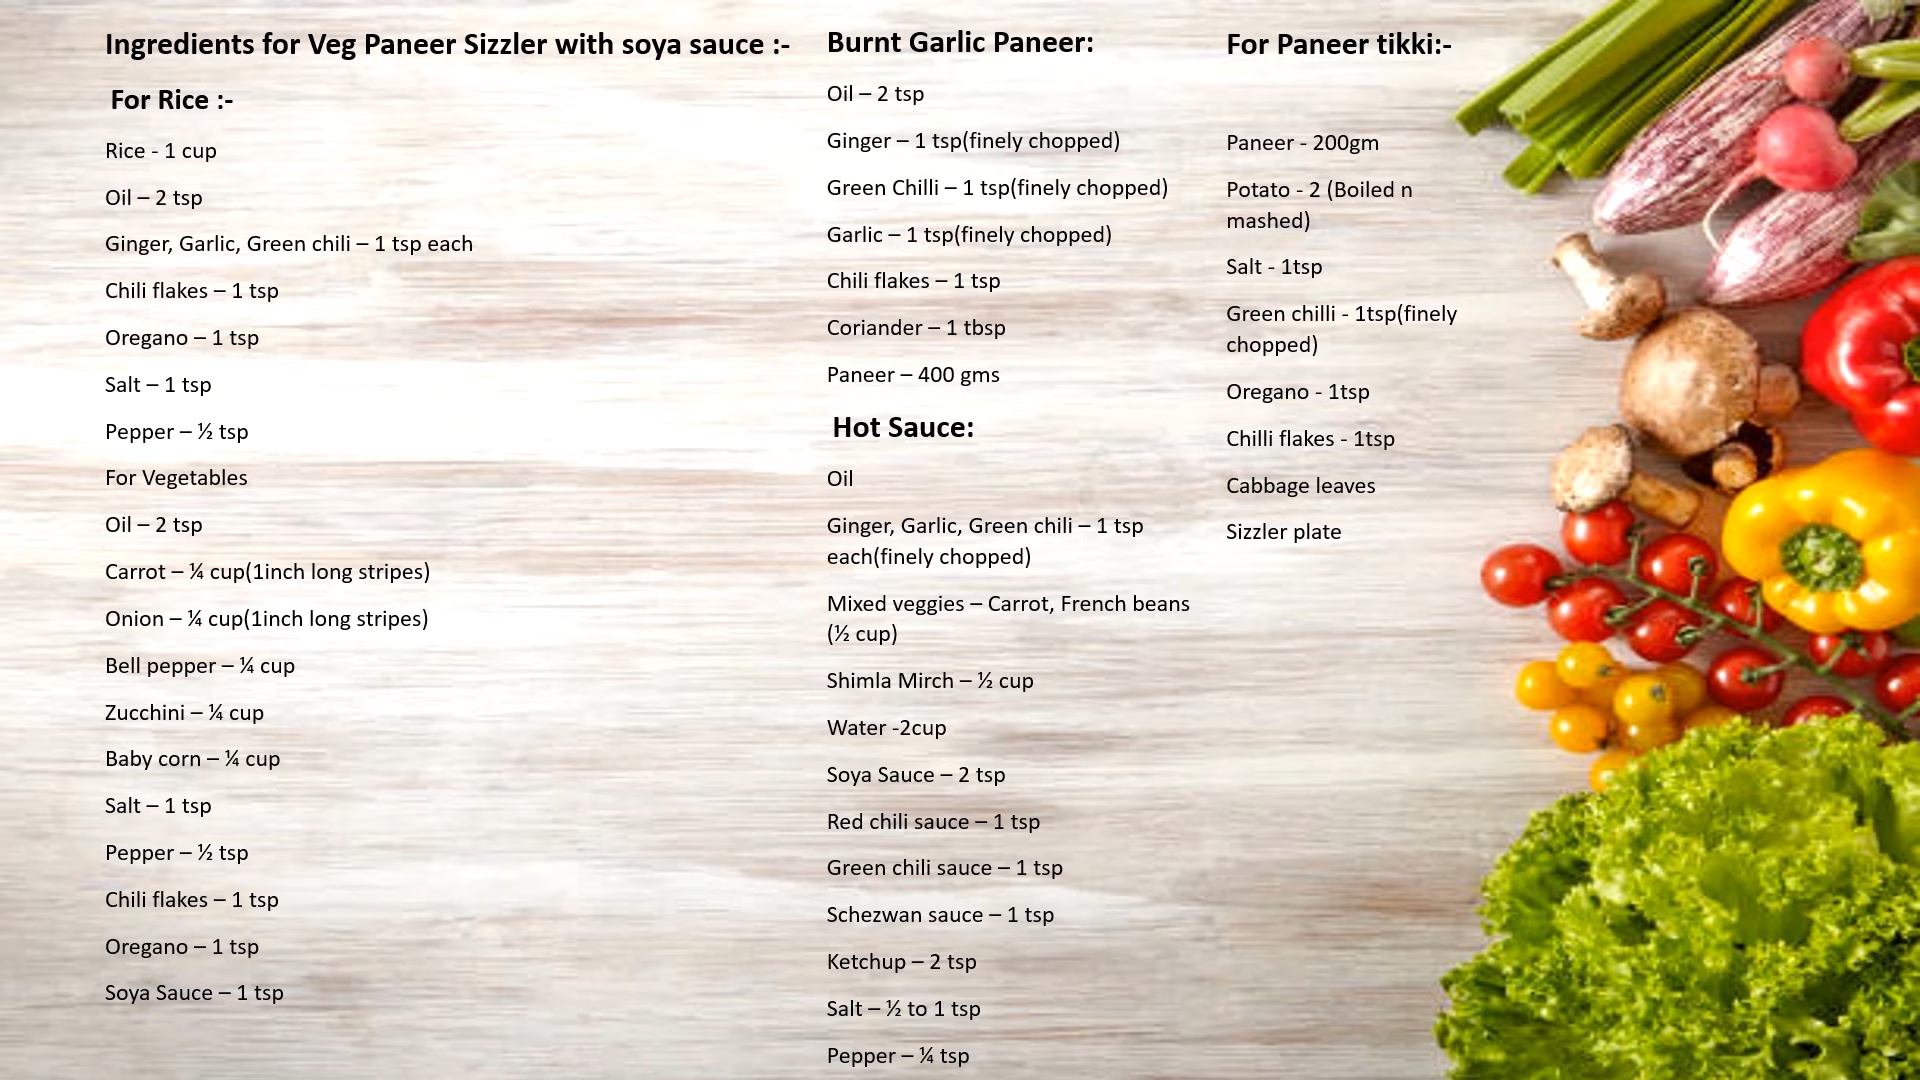 Ingredients for Veg Paneer Sizzler with soya sauce :-
For Rice :-
Rice - 1 cup
Oil – 2 tsp
Ginger, Garlic, Green chili – 1 tsp each
Chili flakes – 1 tsp
Oregano – 1 tsp
Salt – 1 tsp
Pepper – ½ tsp
For Vegetables
Oil – 2 tsp
Carrot – ¼ cup(1inch long stripes)
Onion – ¼ cup(1inch long stripes)
Bell pepper – ¼ cup
Zucchini – ¼ cup
Baby corn – ¼ cup
Salt – 1 tsp
Pepper – ½ tsp
Chili flakes – 1 tsp
Oregano – 1 tsp
Soya Sauce – 1 tsp
Burnt Garlic Paneer:
Oil – 2 tsp
Ginger – 1 tsp(finely chopped)
Green Chilli – 1 tsp(finely chopped)
Garlic – 1 tsp(finely chopped)
Chili flakes – 1 tsp
Coriander – 1 tbsp
Paneer – 400 gms
Hot Sauce:
Oil
Ginger, Garlic, Green chili – 1 tsp
each(finely chopped)
Mixed veggies – Carrot, French beans
(½ cup)
Shimla Mirch – ½ cup
Water -2cup
Soya Sauce – 2 tsp
Red chili sauce – 1 tsp
Green chili sauce – 1 tsp
Schezwan sauce – 1 tsp
Ketchup – 2 tsp
Salt – ½ to 1 tsp
Pepper – ¼ tsp
For Paneer tikki:-
Paneer - 200gm
Potato - 2 (Boiled n
mashed)
Salt - 1tsp
Green chilli - 1tsp(finely
chopped)
Oregano - 1tsp
Chilli flakes - 1tsp
Cabbage leaves
Sizzler plate